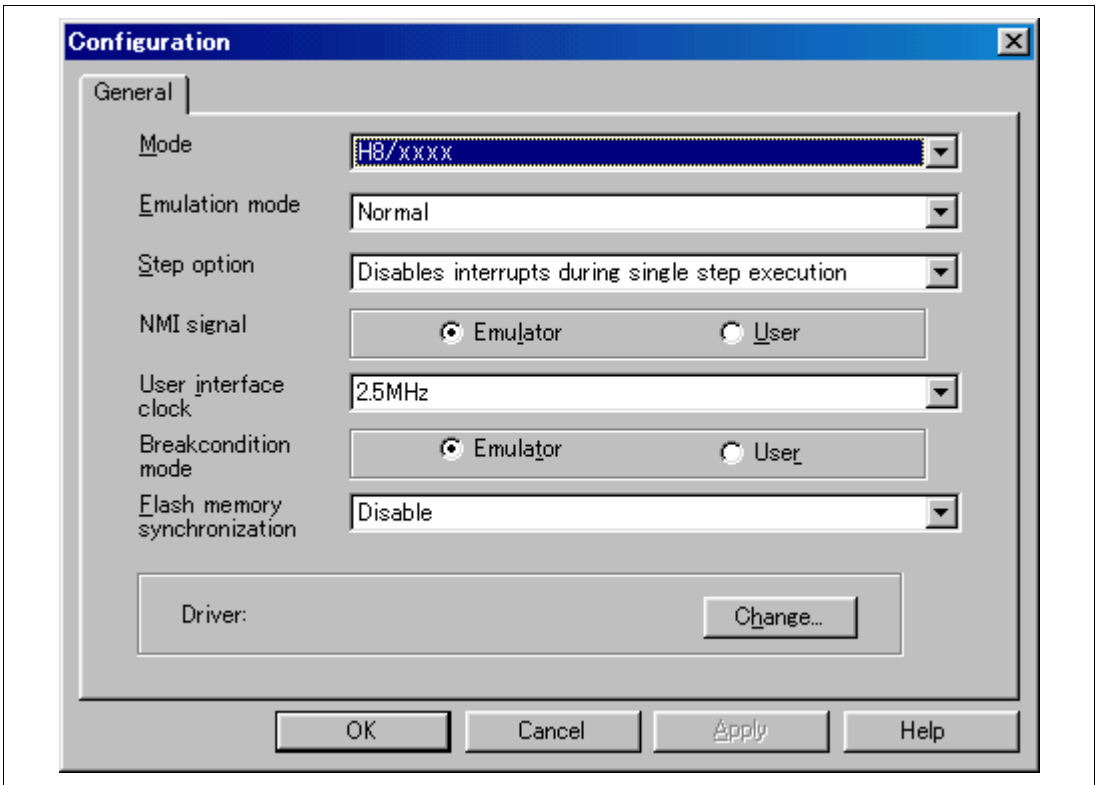 Configuration
General
Mode
H8/xxxx
Emulation mode
Normal
Step option
Disables interrupts during single step execution
NMI signal
Emulator User
User interface
clock
2.5MHz
Breakcondition
mode
Emulator User
Flash memory
synchronization
Disable
Driver:
Change...
OK Cancel Apply Help